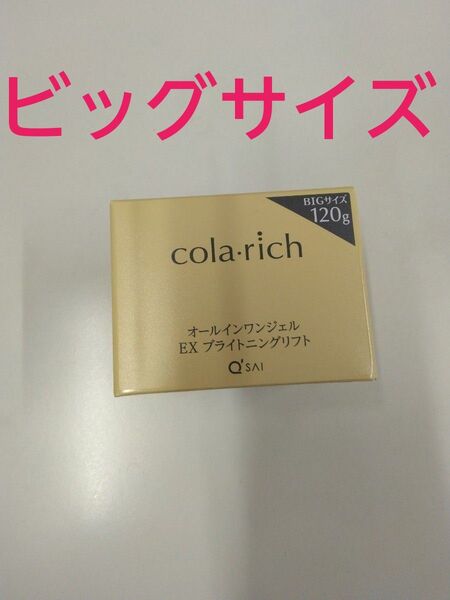 ビッグサイズ
BIGサイズ
120g
cola·rich
オールインワンジェル
EX ブライトニングリフト
Q'SAI